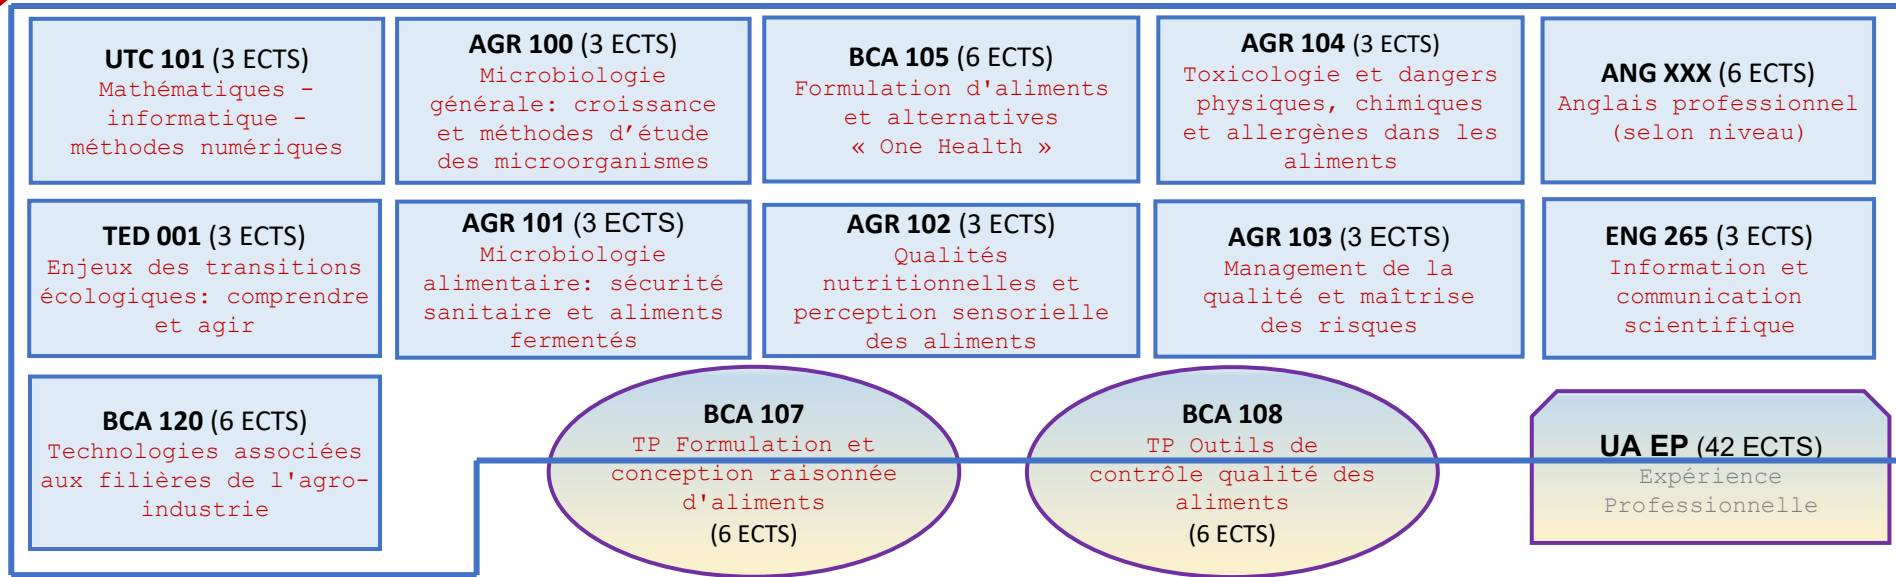 UTC 101 (3 ECTS)
Mathématiques -
informatique -
méthodes numériques
AGR 100 (3 ECTS)
Microbiologie
générale: croissance
et méthodes d’étude
des microorganismes
BCA 105 (6 ECTS)
Formulation d'aliments
et alternatives
« One Health »
AGR 104 (3 ECTS)
Toxicologie et dangers
physiques, chimiques
et allergènes dans les
aliments
ANG XXX (6 ECTS)
Anglais professionnel
(selon niveau)
TED 001 (3 ECTS)
Enjeux des transitions
écologiques: comprendre
et agir
AGR 101 (3 ECTS)
Microbiologie
alimentaire: sécurité
sanitaire et aliments
fermentés
AGR 102 (3 ECTS)
Qualités
nutritionnelles et
perception sensorielle
des aliments
AGR 103 (3 ECTS)
Management de la
qualité et maîtrise
des risques
ENG 265 (3 ECTS)
Information et
communication
scientifique
BCA 120 (6 ECTS)
Technologies associées
aux filières de l'agro-
industrie
BCA 107
TP Formulation et
conception raisonnée
d'aliments
(6 ECTS)
BCA 108
TP Outils de
contrôle qualité des
aliments
(6 ECTS)
UA EP (42 ECTS)
Expérience
Professionnelle